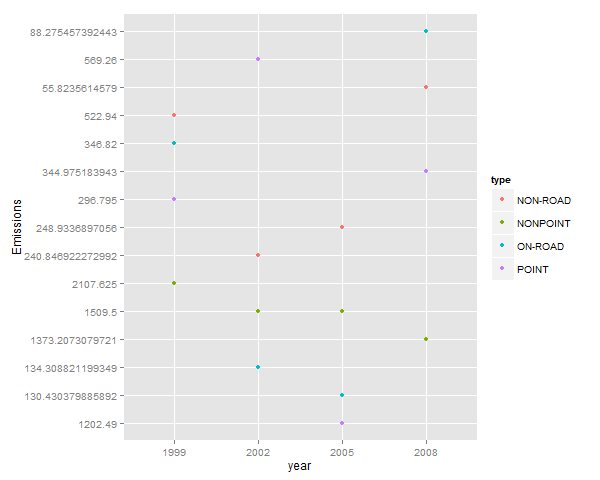 88.275457392443
569.26
55.8235614579
522.94
346.82
344.975183943
296.795
248.9336897056
240.846922272992
2107.625
1509.5
1373.2073079721
134.308821199349
130.430379885892
1202.49
Emissions
1999
2002
2005
2008
year
type
NON-ROAD
NONPOINT
ON-ROAD
POINT